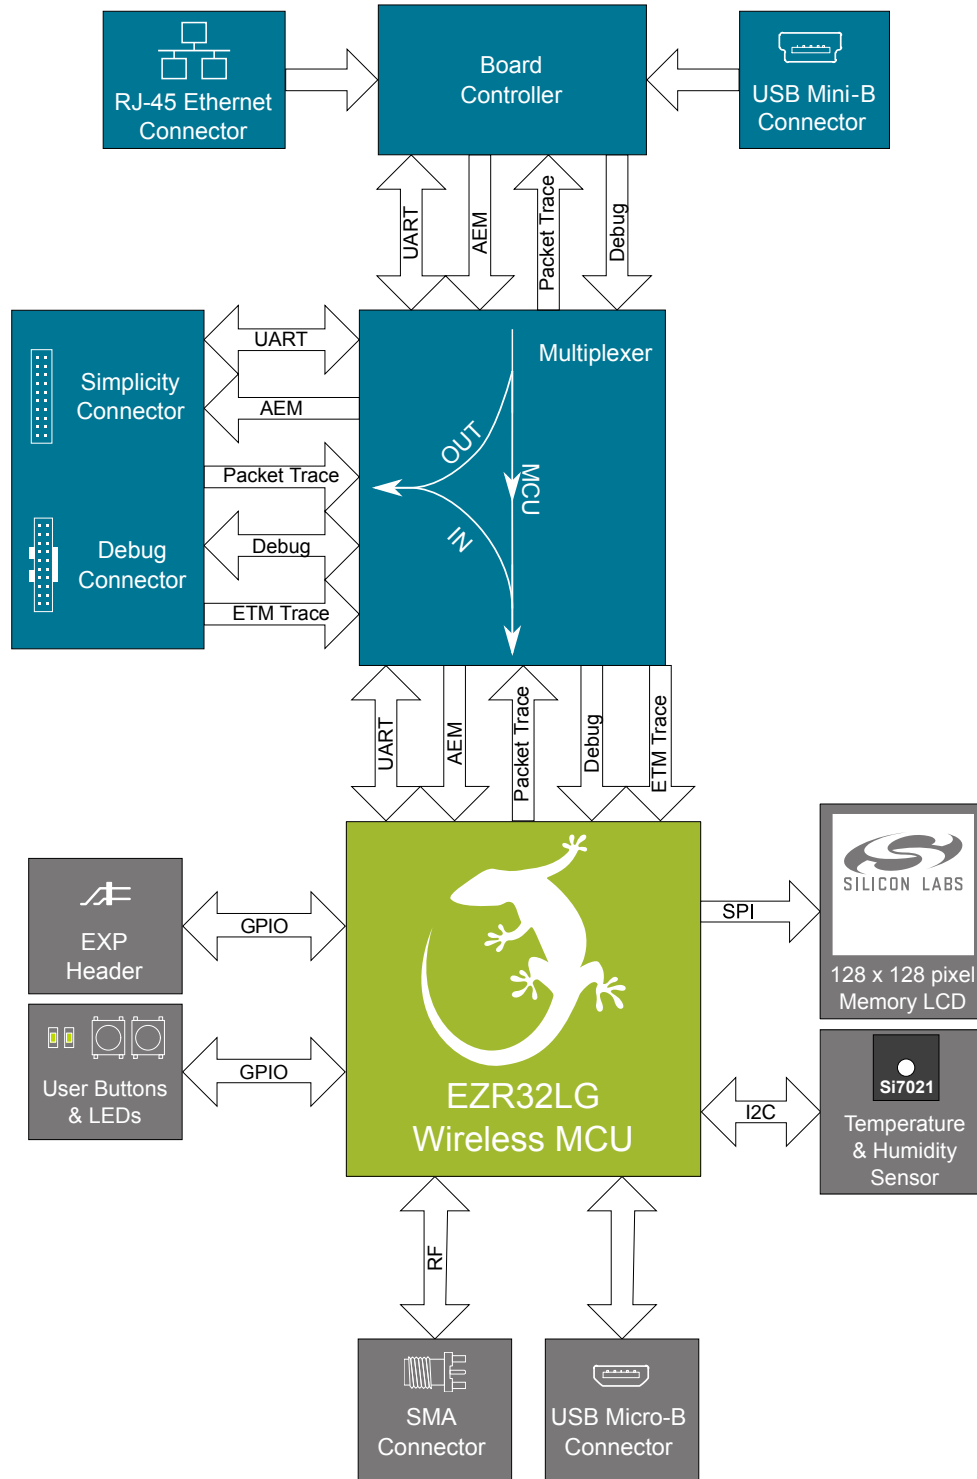 RJ-45 Ethernet
Connector
Board
Controller
USB Mini-B
Connector
UART
AEM
Packet Trace
Debug
Simplicity
Connector
Debug
Connector
UART
AEM
Packet Trace
Debug
ETM Trace
Multiplexer
OUT
MCU
IN
UART
AEM
Packet Trace
Debug
ETM Trace
EXP
Header
GPIO
User Buttons
& LEDs
GPIO
EZR32LG
Wireless MCU
SPI
SILICON LABS
128 x 128 pixel
Memory LCD
I2C
Si7021
Temperature
& Humidity
Sensor
RF
SMA
Connector
USB Micro-B
Connector